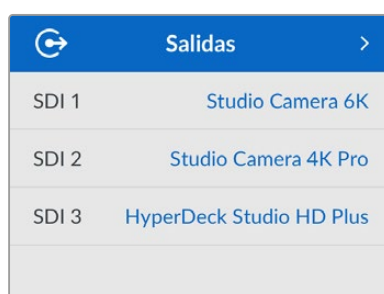 Salidas
SDI 1 Studio Camera 6K
SDI 2 Studio Camera 4K Pro
SDI 3 HyperDeck Studio HD Plus